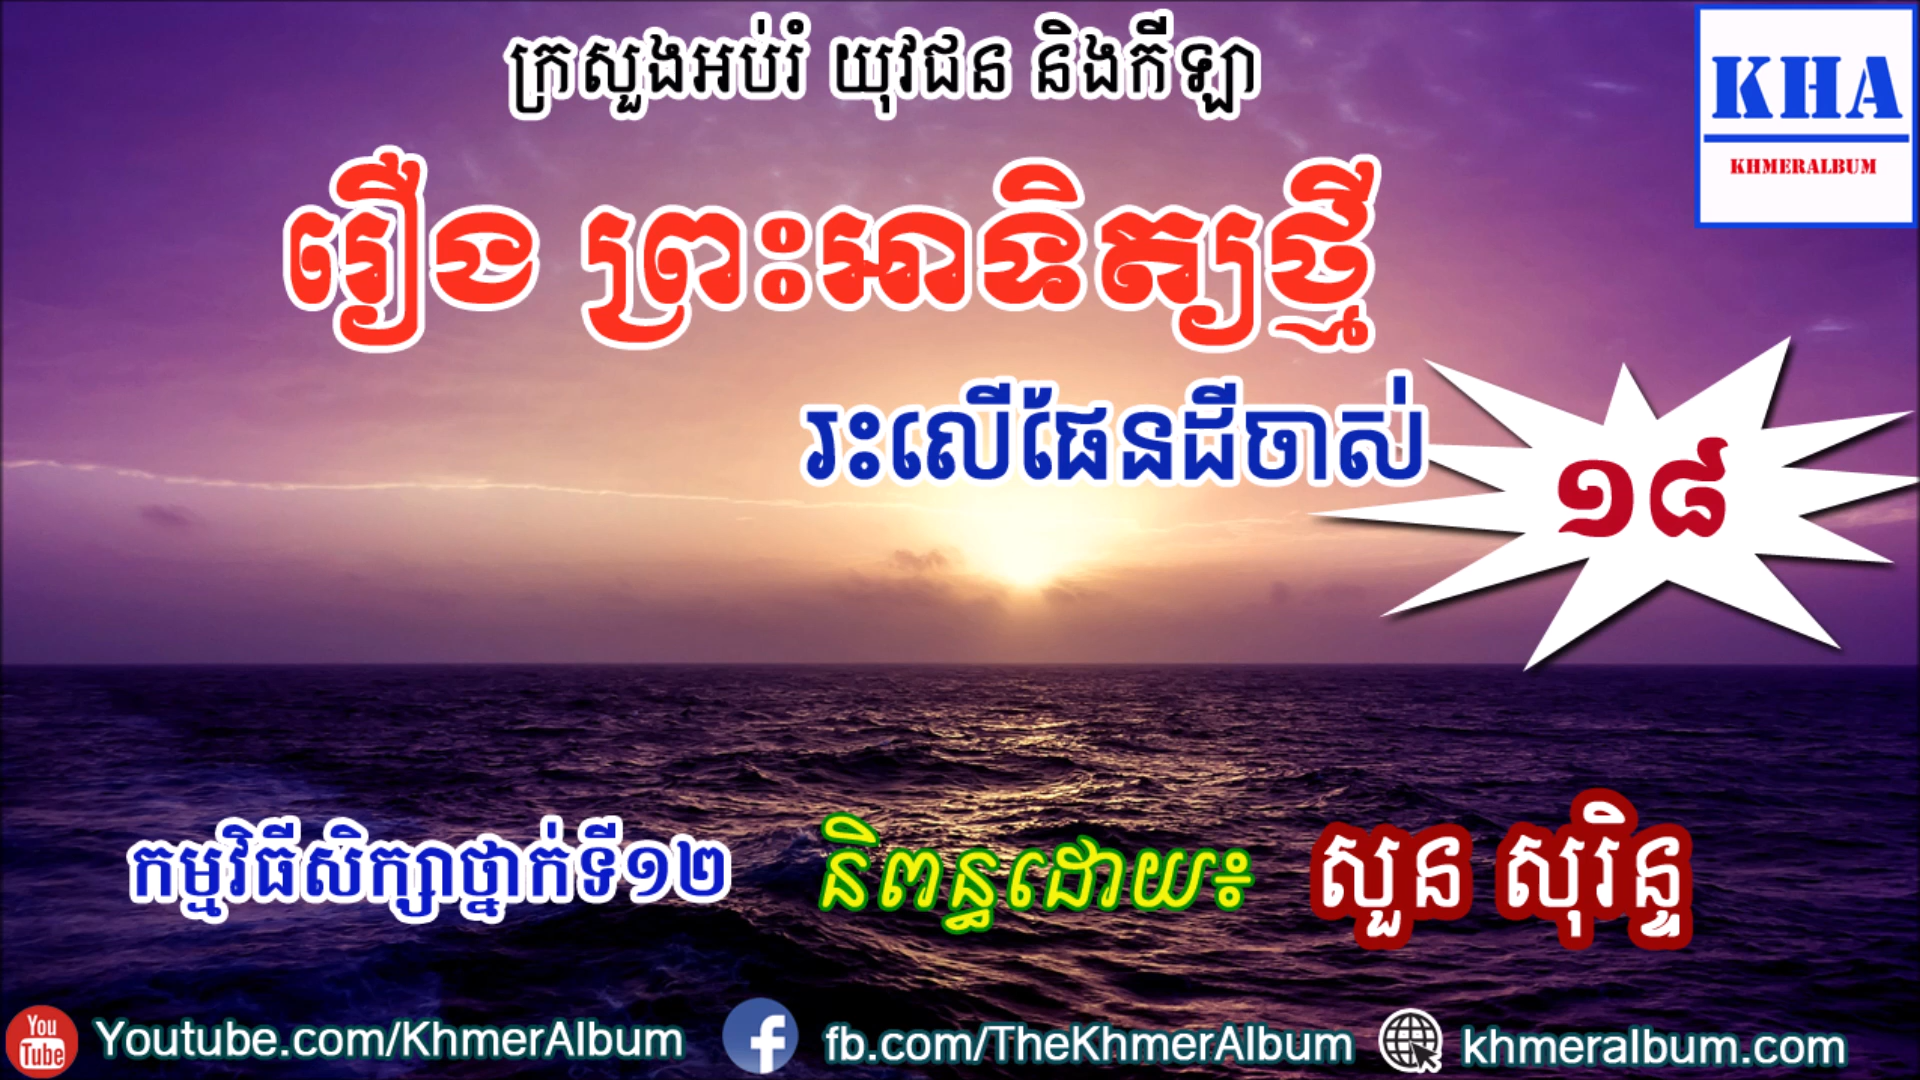 ក្រសួងអប់រំ យុវជន និងកីឡា
KHA
KHMERALBUM
រឿង ព្រះអាទិត្យថ្មី
រះលើផែនដីចាស់
១៨
កម្មវិធីសិក្សាថ្នាក់ទី១២
និពន្ធដោយ៖ សួន សុរិន្ទ
You Tube
Youtube.com/KhmerAlbum
fb.com/TheKhmerAlbum
khmeralbum.com